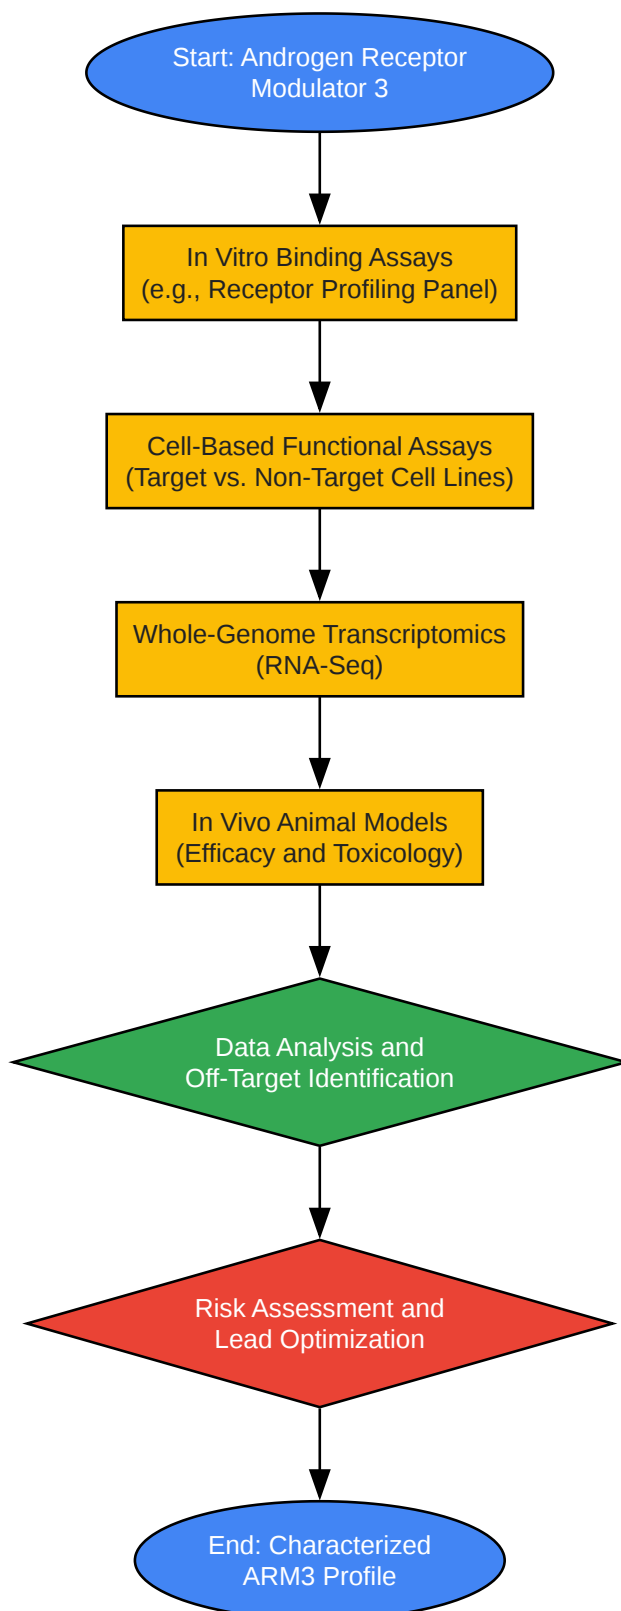 Start: Androgen Receptor
Modulator 3
In Vitro Binding Assays
(e.g., Receptor Profiling Panel)
Cell-Based Functional Assays
(Target vs. Non-Target Cell Lines)
Whole-Genome Transcriptomics
(RNA-Seq)
In Vivo Animal Models
(Efficacy and Toxicology)
Data Analysis and
Off-Target Identification
Risk Assessment and
Lead Optimization
End: Characterized
ARM3 Profile